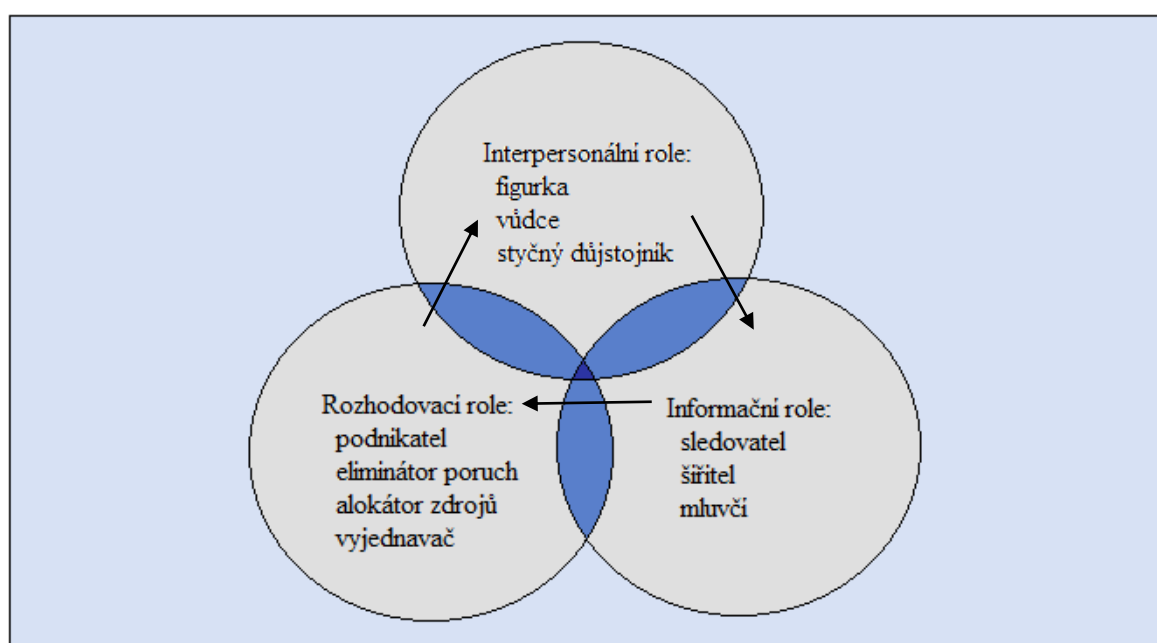 Interpersonální role:
figurka
vůdce
styčný důjstojník
Rozhodovací role:
podnikatel
eliminátor poruch
alokátor zdrojů
vyjednavač
Informační role:
sledovatel
šiřitel
mluvčí